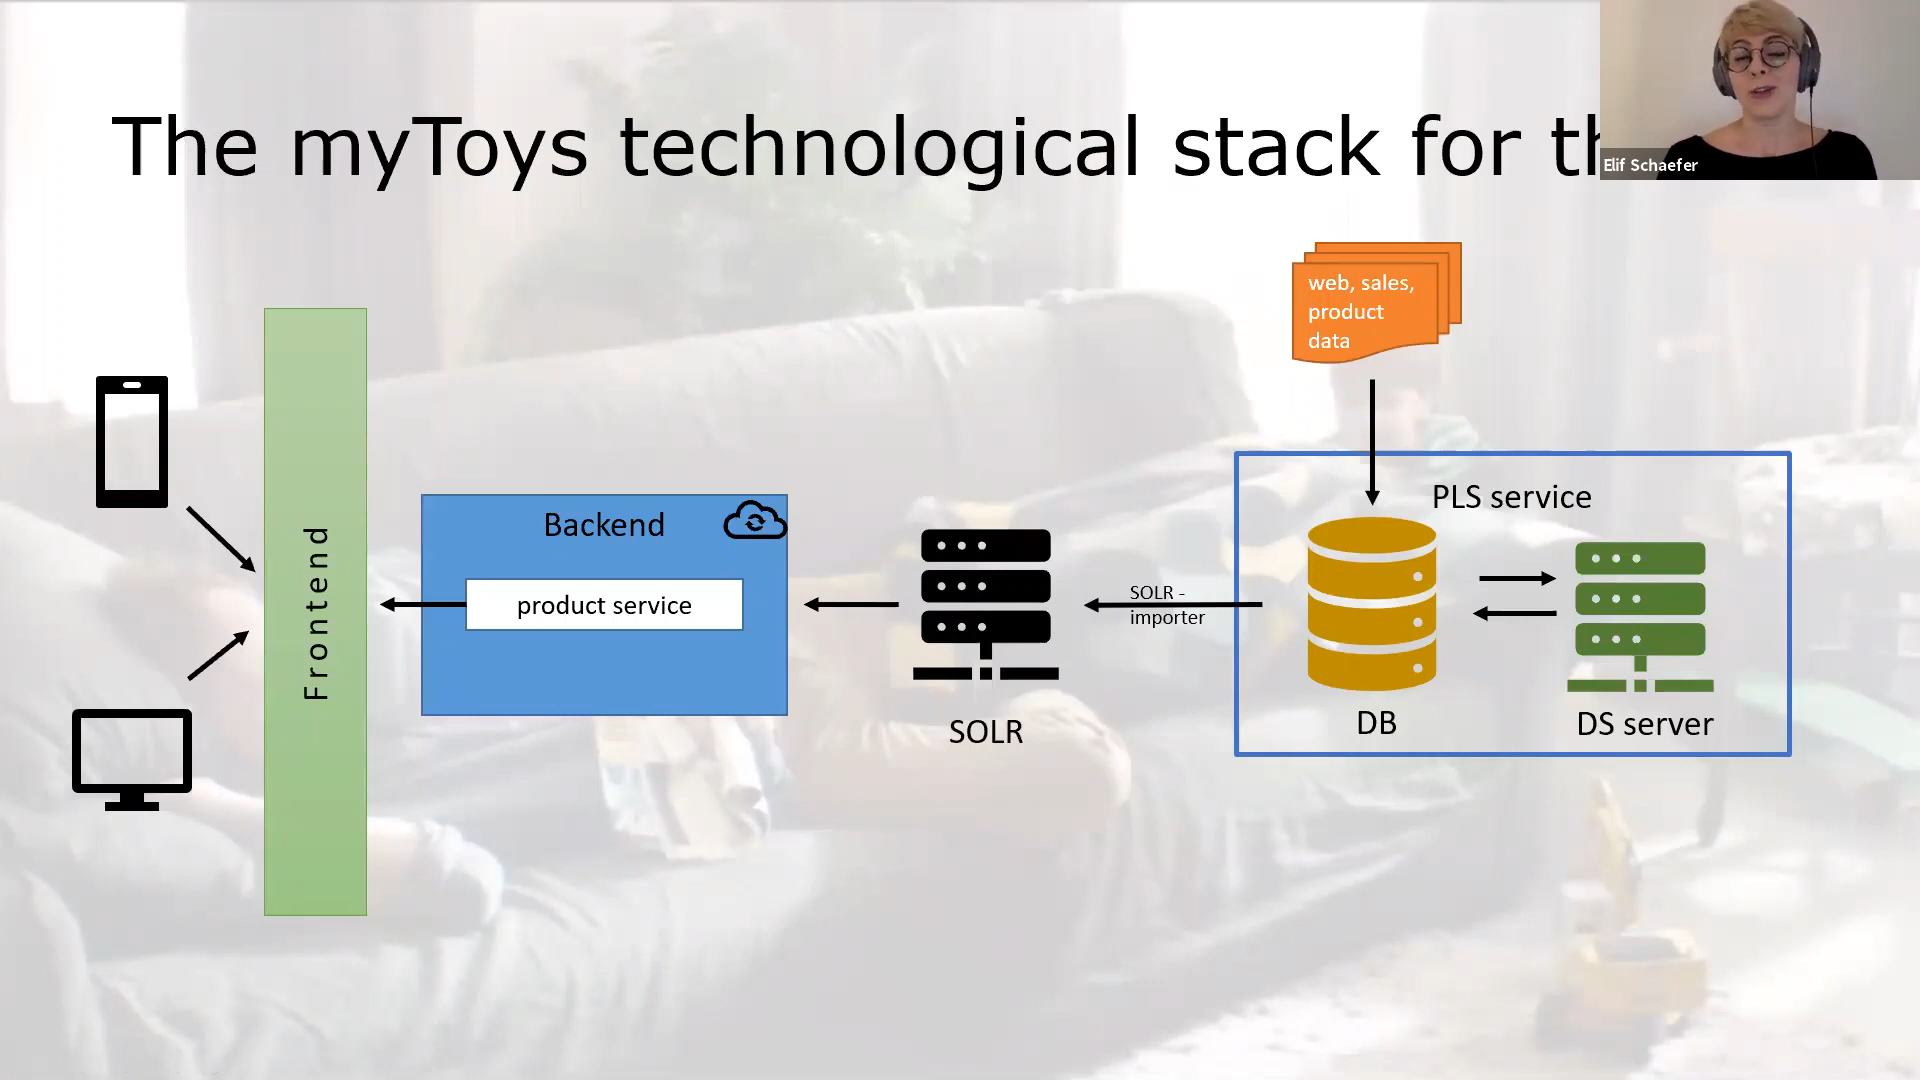 The myToys technological stack for
Elif Schaefer
web, sales,
product
data
PLS service
Backend
product service
SOLR -
importer
Frontend
SOLR
DB
DS server